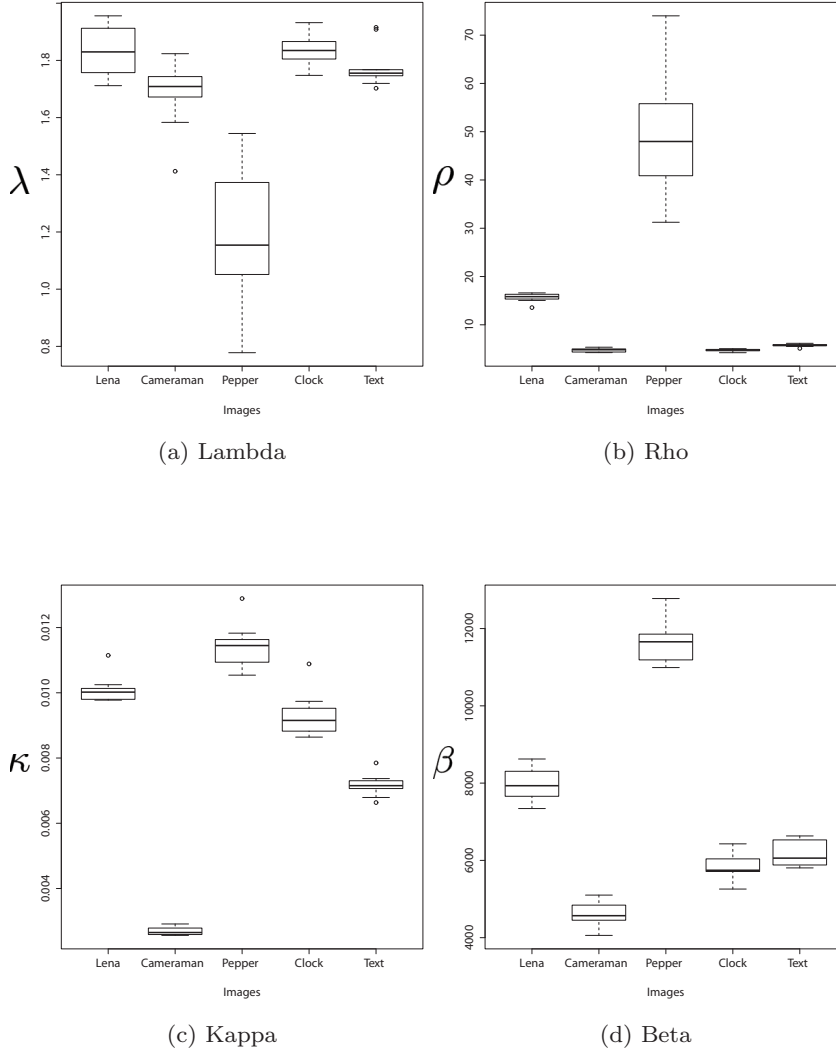 λ
0.8 1.0 1.2 1.4 1.6 1.8
Lena Cameraman Pepper Clock Text
Images
(a) Lambda
ρ
10 20 30 40 50 60 70
Lena Cameraman Pepper Clock Text
Images
(b) Rho
κ
0.004 0.006 0.008 0.010 0.012
Lena Cameraman Pepper Clock Text
Images
(c) Kappa
β
4000 6000 8000 10000 12000
Lena Cameraman Pepper Clock Text
Images
(d) Beta